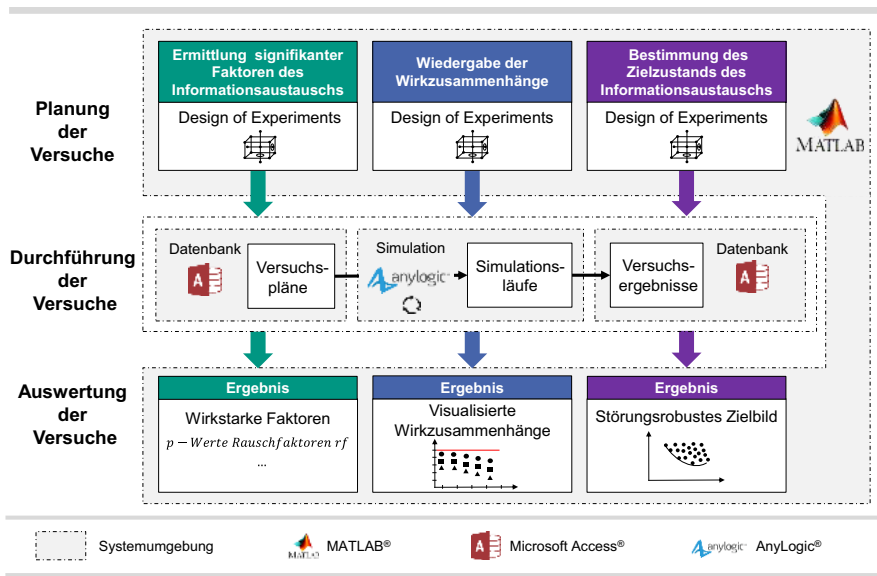 Planung
der
Versuche
Ermittlung signifikanter
Faktoren des
Informationsaustauschs
Design of Experiments
Wiedergabe der
Wirkzusammenhänge
Design of Experiments
Bestimmung des
Zielzustands des
Informationsaustauschs
Design of Experiments
MATLAB
Durchführung
der
Versuche
Datenbank
A
Versuchs-
pläne
Simulation
anylogic
Simulations-
läufe
Versuchs-
ergebnisse
Datenbank
A
Auswertung
der
Versuche
Ergebnis
Wirkstarke Faktoren
p − Werte Rauschfaktoren rf
...
Ergebnis
Visualisierte
Wirkzusammenhänge
Ergebnis
Störungsrobustes Zielbild
Systemumgebung
MATLAB
MATLAB®
A
Microsoft Access®
anylogic
AnyLogic®